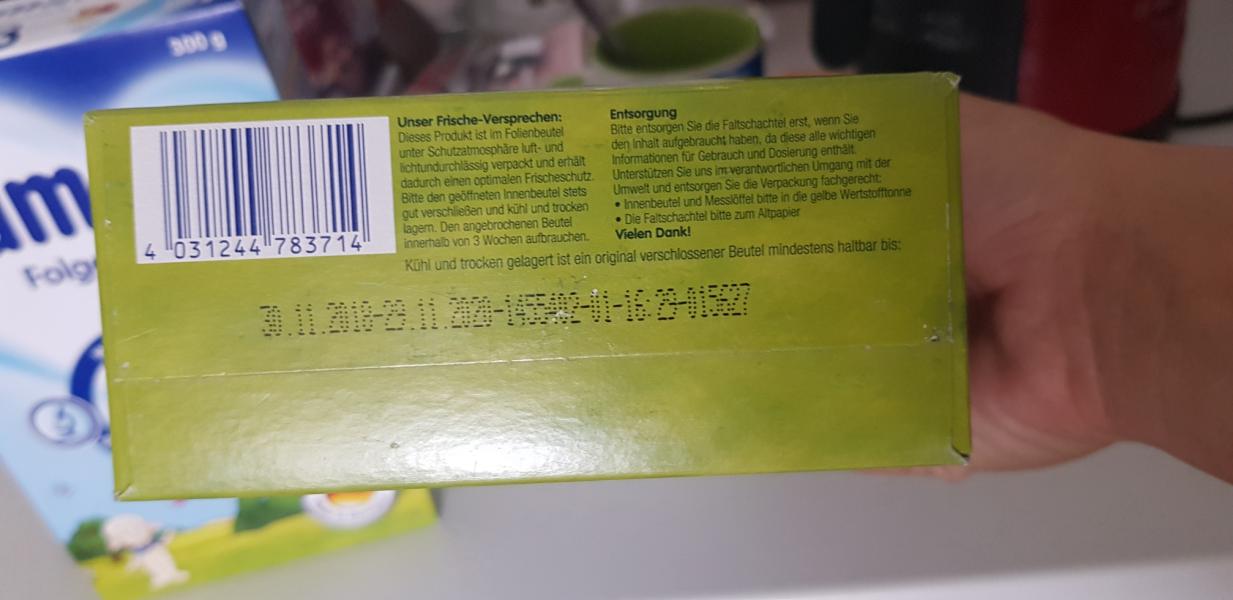 300 g
Unser Frische-Versprechen:
Dieses Produkt ist im Folienbeutel
unter Schutzatmosphäre luft- und
lichtundurchlässig verpackt und erhält
dadurch einen optimalen Frischeschutz.
Bitte den geöffneten Innenbeutel stets
gut verschließen und kühl und trocken
lagern. Den angebrochenen Beutel
innerhalb von 3 Wochen aufbrauchen.
Entsorgung
Bitte entsorgen Sie die Faltschachtel erst, wenn Sie
den Inhalt aufgebraucht haben, da diese alle wichtigen
Informationen für Gebrauch und Dosierung enthält.
Unterstützen Sie uns im verantwortlichen Umgang mit der
Umwelt und entsorgen Sie die Verpackung fachgerecht:
• Innenbeutel und Messlöffel bitte in die gelbe Wertstofftonne
• Die Faltschachtel bitte zum Altpapier
Vielen Dank!
4 031244 783714
Kühl und trocken gelagert ist ein original verschlossener Beutel mindestens haltbar bis:
30.11.2018-29.11.2020-1455402-01-16:29-015627
Folg